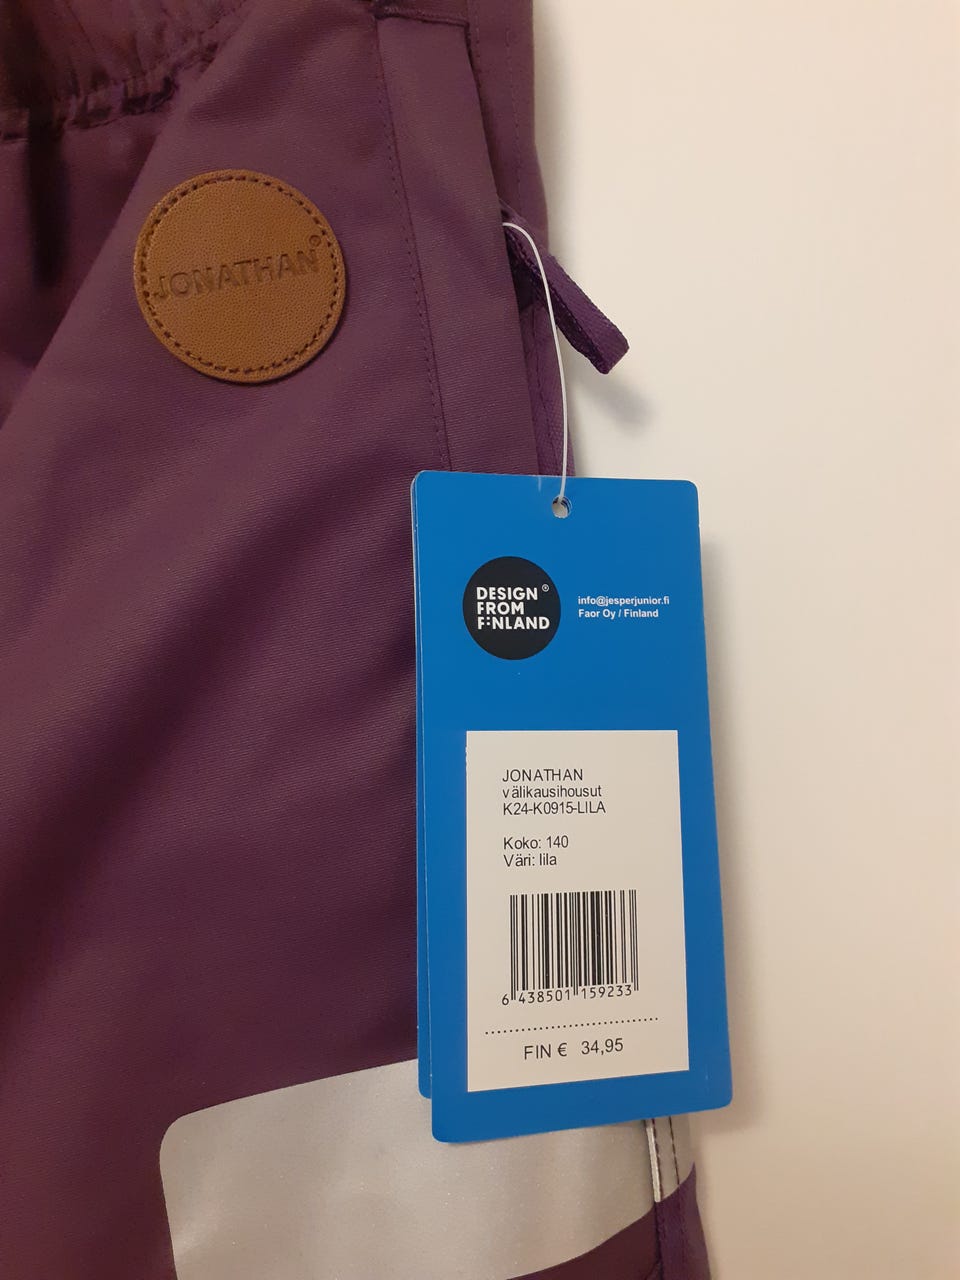 JONATHAN®
DESIGN®
FROM
FINLAND
info@jesperjunior.fi
Faor Oy / Finland
JONATHAN
välikausihousut
K24-K0915-LILA
Koko: 140
Väri: lila
6 438501 159233
FIN € 34,95